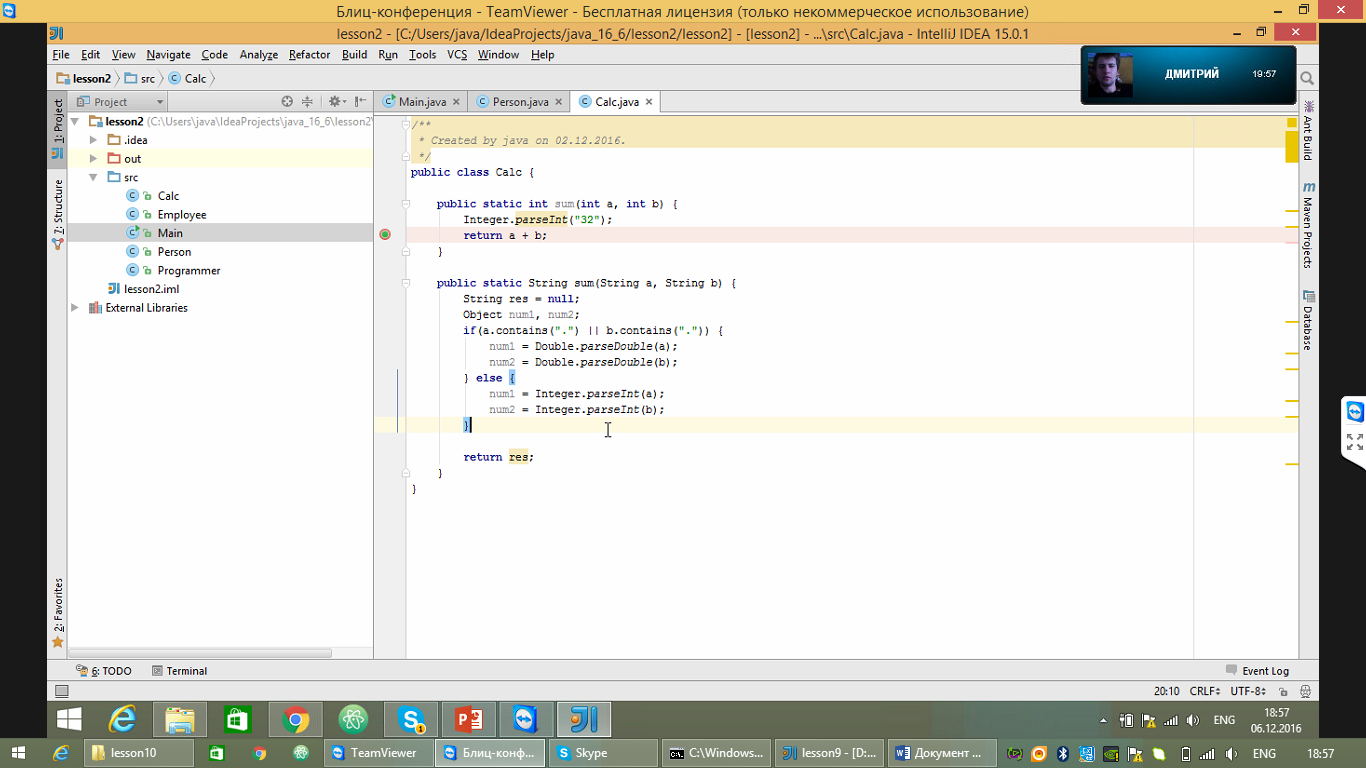 Блиц-конференция - TeamViewer - Бесплатная лицензия (только некоммерческое использование)
lesson2 - [C:/Users/java/IdeaProjects/java_16_6/lesson2/lesson2] - [lesson2] - ...\src\Calc.java - IntelliJ IDEA 15.0.1
File Edit View Navigate Code Analyze Refactor Build Run Tools VCS Window Help
ДМИТРИЙ 19:57
lesson2 src Calc
Project
Main.java Person.java Calc.java
1: Project
7: Structure
2: Favorites
lesson2 (C:\Users\java\IdeaProjects\java_16_6\lesson2\
.idea
out
src
Calc
Employee
Main
Person
Programmer
lesson2.iml
External Libraries
/**
* Created by java on 02.12.2016.
*/
public class Calc {
public static int sum(int a, int b) {
Integer.parseInt("32");
return a + b;
}
public static String sum(String a, String b) {
String res = null;
Object num1, num2;
if(a.contains(".") || b.contains(".")) {
num1 = Double.parseDouble(a);
num2 = Double.parseDouble(b);
} else {
num1 = Integer.parseInt(a);
num2 = Integer.parseInt(b);
}
return res;
}
}
Ant Build
Maven Projects
Database
6: TODO Terminal Event Log
20:10 CRLF UTF-8
ENG 18:57
06.12.2016
lesson10 TeamViewer Блиц-конф... Skype C:\Windows... lesson9 - [D:... Документ ... ENG 18:57